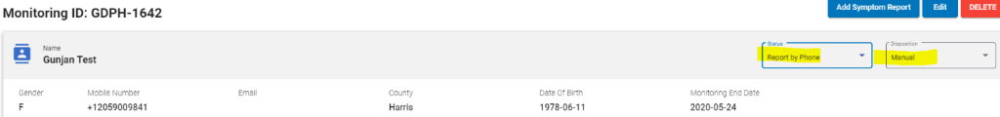 Monitoring ID: GDPH-1642
Add Symptom Report Edit DELETE
Name
Gunjan Test
Status
Report by Phone
Disposition
Manual
Gender Mobile Number Email County Date Of Birth Monitoring End Date
F +12059009841 Harris 1978-06-11 2020-05-24